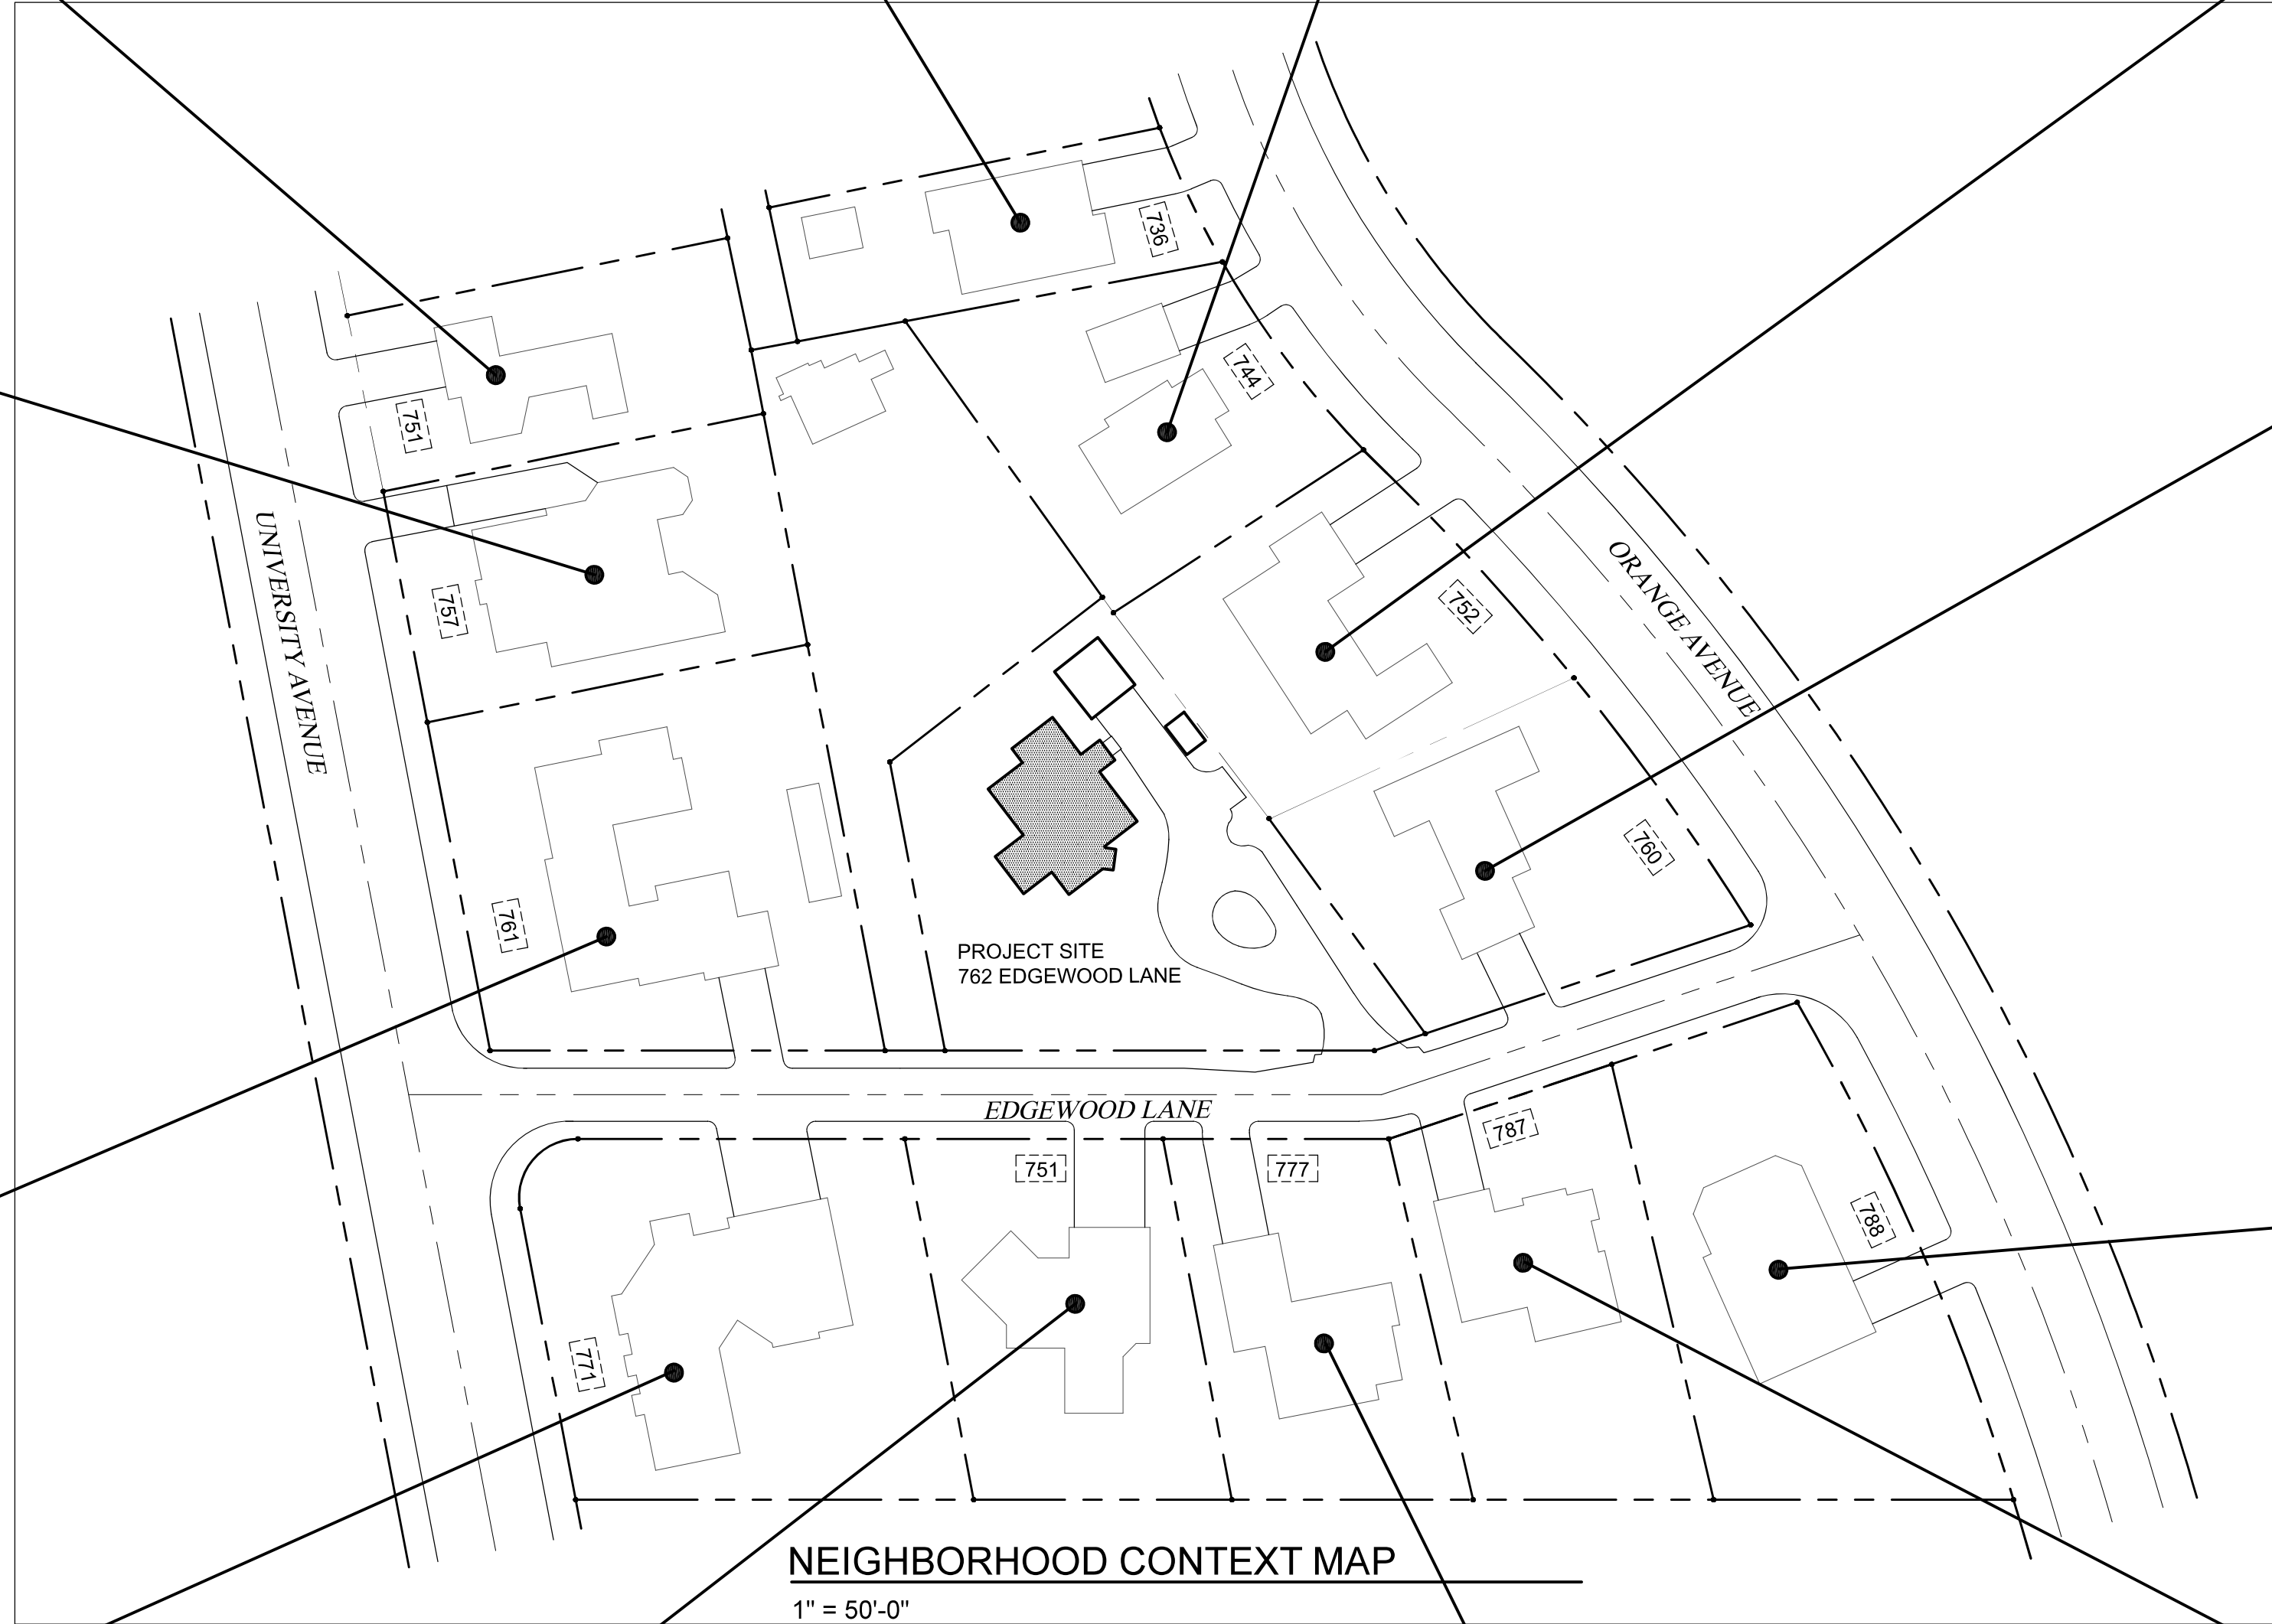 736
744
751
757
752
UNIVERSITY AVENUE
ORANGE AVENUE
760
761
PROJECT SITE
762 EDGEWOOD LANE
EDGEWOOD LANE
787
751
777
788
771
NEIGHBORHOOD CONTEXT MAP
1" = 50'-0"